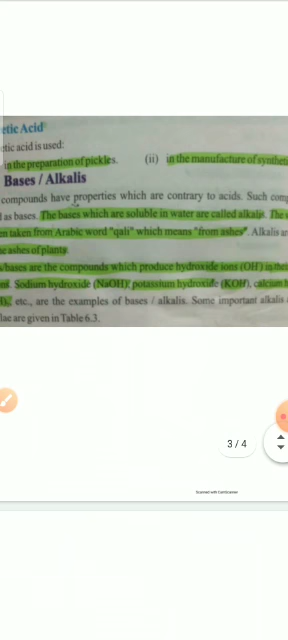 etic Acid
etic acid is used:
in the preparation of pickles. (ii) in the manufacture of syntheti
Bases / Alkalis
compounds have properties which are contrary to acids. Such com
as bases. The bases which are soluble in water are called alkalis. The
en taken from Arabic word "qali" which means "from ashes". Alkalis ar
ashes of plants
bases are the compounds which produce hydroxide ions (OH) in
Sodium hydroxide (NaOH), potassium hydroxide (KOH), calcium
etc., are the examples of bases / alkalis. Some important alkalis
lae are given in Table 6.3.
3 / 4
Scanned with CamScanner